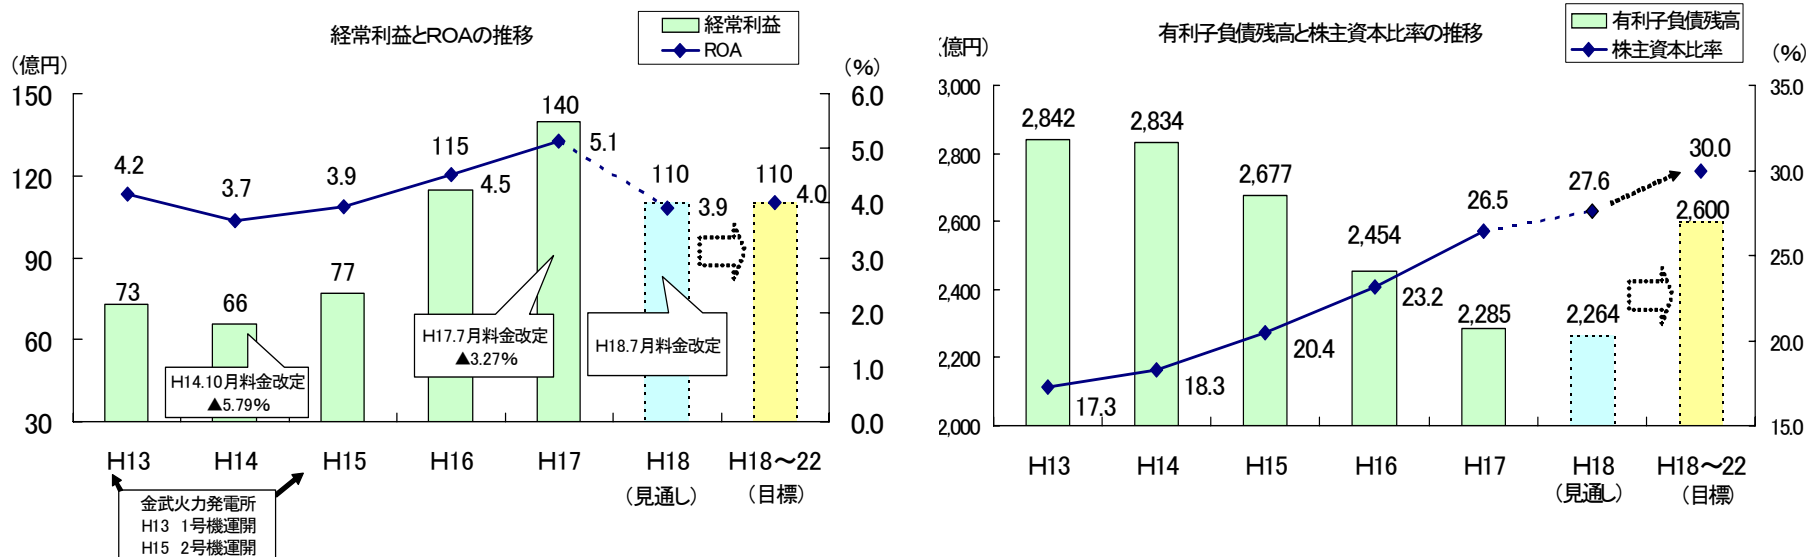 経常利益とROAの推移
経常利益
ROA
（億円）
（％）
150
120
90
60
30
6.0
5.0
4.0
3.0
2.0
1.0
0.0
4.2
3.7
3.9
4.5
5.1
3.9
4.0
73
66
77
115
140
110
110
H14.10月料金改定
▲5.79％
H17.7月料金改定
▲3.27％
H18.7月料金改定
H13
H14
H15
H16
H17
H18
（見通し）
H18～22
（目標）
金武火力発電所
H13　1号機運開
H15　2号機運開
有利子負債残高と株主資本比率の推移
有利子負債残高
株主資本比率
（億円）
（％）
3,000
2,800
2,600
2,400
2,200
2,000
35.0
30.0
25.0
20.0
15.0
2,842
2,834
2,677
2,454
2,285
2,264
2,600
17.3
18.3
20.4
23.2
26.5
27.6
30.0
H13
H14
H15
H16
H17
H18
（見通し）
H18～22
（目標）